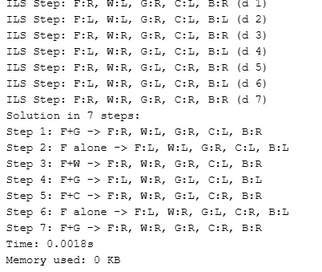 ILS Step: F:R, W:L, G:R, C:L, B:R (d 1)
ILS Step: F:L, W:L, G:R, C:L, B:L (d 2)
ILS Step: F:R, W:R, G:R, C:L, B:R (d 3)
ILS Step: F:L, W:R, G:L, C:L, B:L (d 4)
ILS Step: F:R, W:R, G:L, C:R, B:R (d 5)
ILS Step: F:L, W:R, G:L, C:R, B:L (d 6)
ILS Step: F:R, W:R, G:R, C:R, B:R (d 7)
Solution in 7 steps:
Step 1: F+G -> F:R, W:L, G:R, C:L, B:R
Step 2: F alone -> F:L, W:L, G:R, C:L, B:L
Step 3: F+W -> F:R, W:R, G:R, C:L, B:R
Step 4: F+G -> F:L, W:R, G:L, C:L, B:L
Step 5: F+C -> F:R, W:R, G:L, C:R, B:R
Step 6: F alone -> F:L, W:R, G:L, C:R, B:L
Step 7: F+G -> F:R, W:R, G:R, C:R, B:R
Time: 0.0018s
Memory used: 0 KB